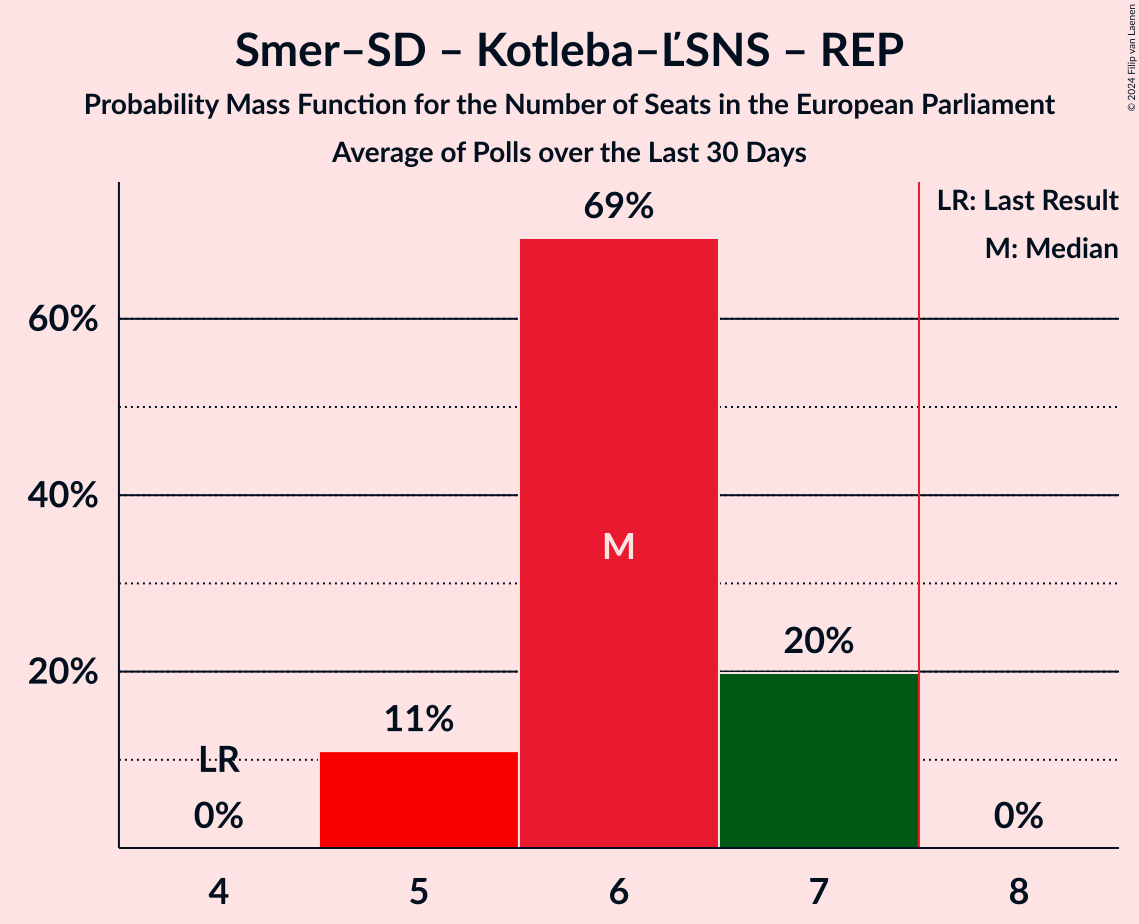 Smer–SD – Kotleba–ĽSNS – REP
Probability Mass Function for the Number of Seats in the European Parliament
Average of Polls over the Last 30 Days
© 2024 Filip van Laenen
LR: Last Result
M: Median
69%
60%
40%
M
20%
20%
11%
LR
0%
0%
4 5 6 7 8